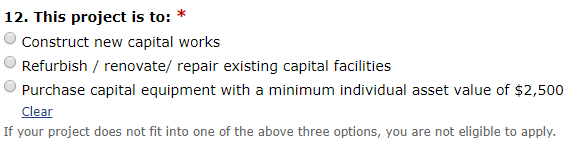 12. This project is to: *
Construct new capital works
Refurbish / renovate/ repair existing capital facilities
Purchase capital equipment with a minimum individual asset value of $2,500
Clear
If your project does not fit into one of the above three options, you are not eligible to apply.